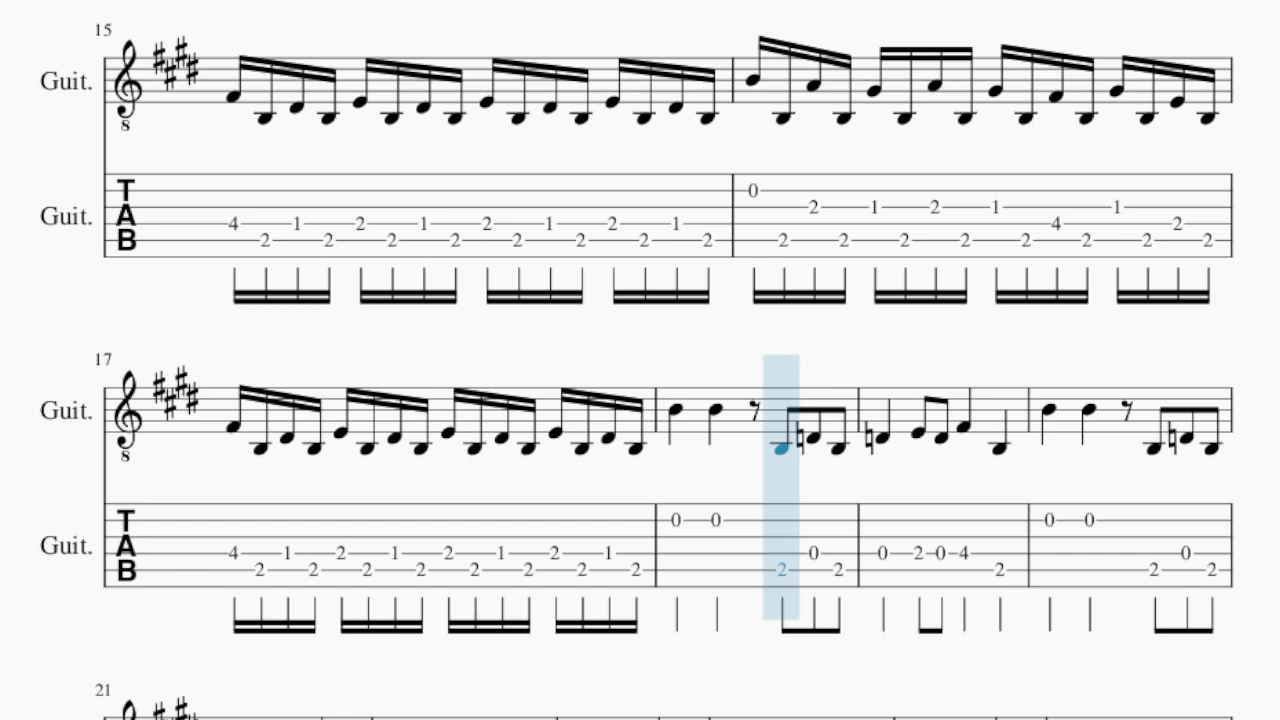 15
Guit.
8
T
A
B
Guit.
0
2 1 2 1 1
4 1 2 1 2 1 2 1 4 2
2 2 2 2 2 2 2 2 2 2 2 2 2 2 2 2
17
Guit.
8
T
A
B
Guit.
0 0 0 0
4 1 2 1 2 1 2 1 0 0 2 0 4 0
2 2 2 2 2 2 2 2 2 2 2 2 2
21